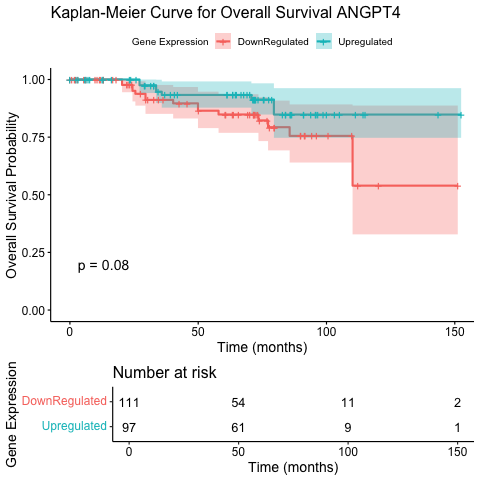 Kaplan-Meier Curve for Overall Survival ANGPT4
Gene Expression DownRegulated Upregulated
Overall Survival Probability
1.00
0.75
0.50
0.25
0.00
p = 0.08
0 50 100 150
Time (months)
Number at risk
Gene Expression
DownRegulated 111 54 11 2
Upregulated 97 61 9 1
0 50 100 150
Time (months)